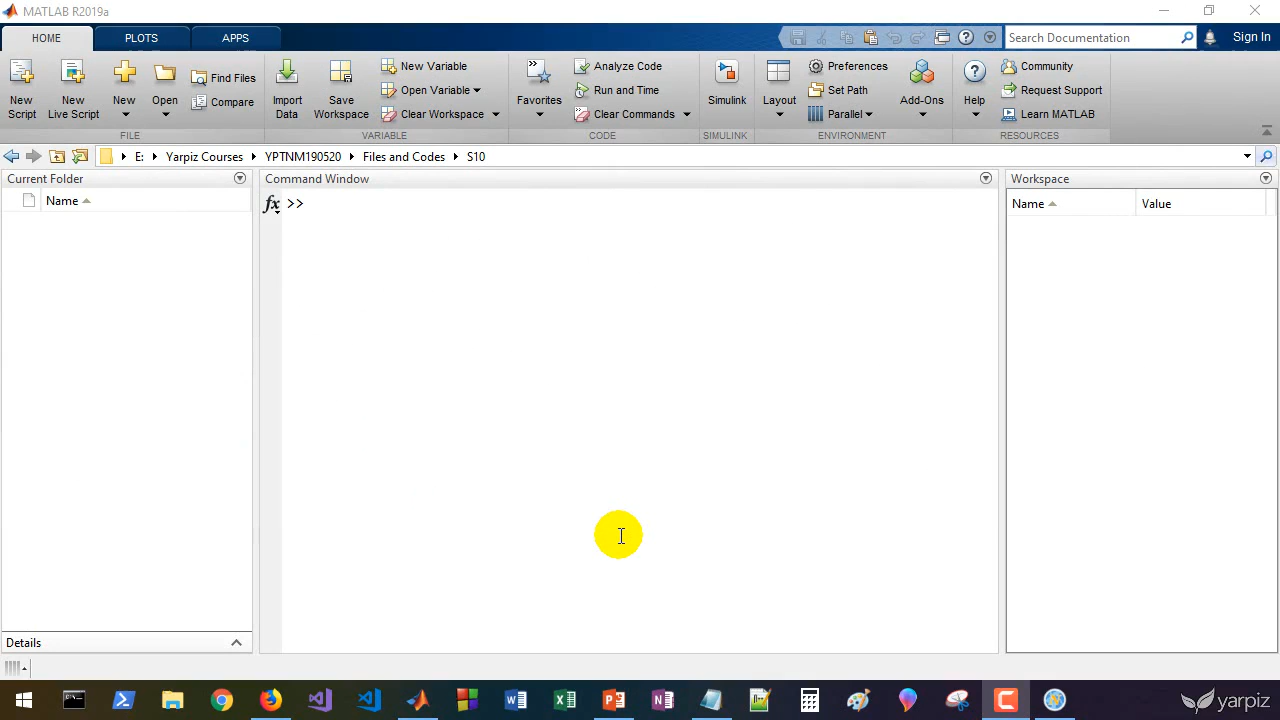 MATLAB R2019a
HOME PLOTS APPS
Search Documentation
Sign In
New Script
New Live Script
New
Open
Find Files
Compare
Import Data
Save Workspace
New Variable
Open Variable
Clear Workspace
Favorites
Analyze Code
Run and Time
Clear Commands
Simulink
Layout
Preferences
Set Path
Parallel
Add-Ons
Help
Community
Request Support
Learn MATLAB
FILE VARIABLE CODE SIMULINK ENVIRONMENT RESOURCES
E: Yarpiz Courses YPTNM190520 Files and Codes S10
Current Folder
Name
Command Window
fx >>
Workspace
Name Value
Details
yarpiz